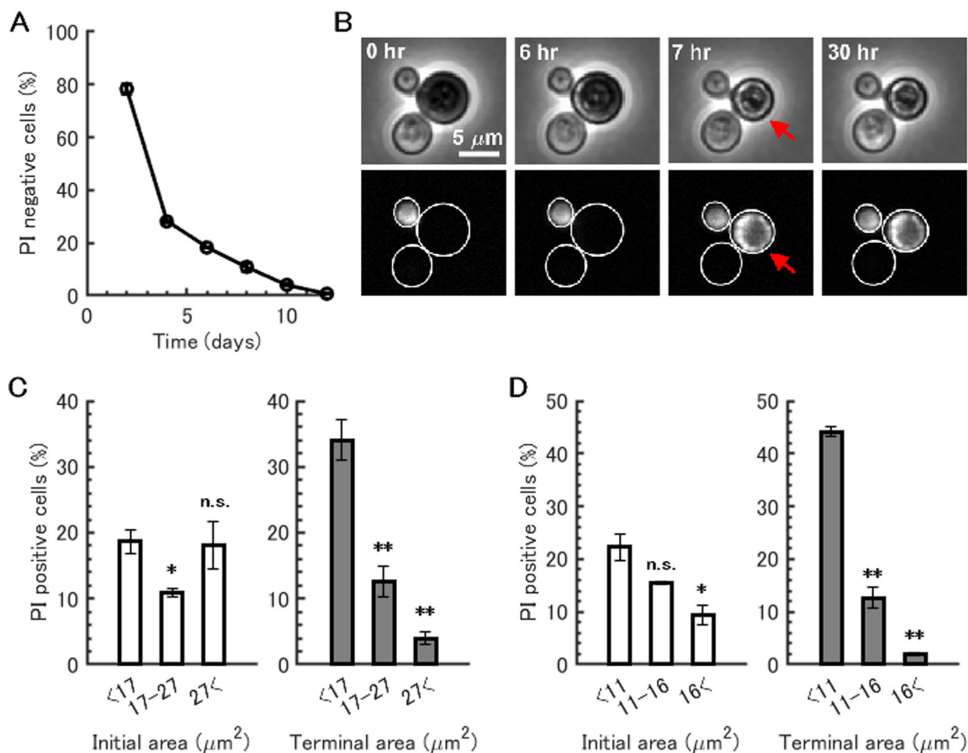 A
PI negative cells (%)
100
80
60
40
20
0
0
5
10
Time (days)
B
0 hr
6 hr
7 hr
30 hr
5 μm
C
PI positive cells (%)
40
30
20
10
0
*
n.s.
<17
17-27
27<
Initial area (μm²)
40
30
20
10
0
**
**
<17
17-27
27<
Terminal area (μm²)
D
PI positive cells (%)
50
40
30
20
10
0
n.s.
*
<11
11-16
16<
Initial area (μm²)
50
40
30
20
10
0
**
**
<11
11-16
16<
Terminal area (μm²)